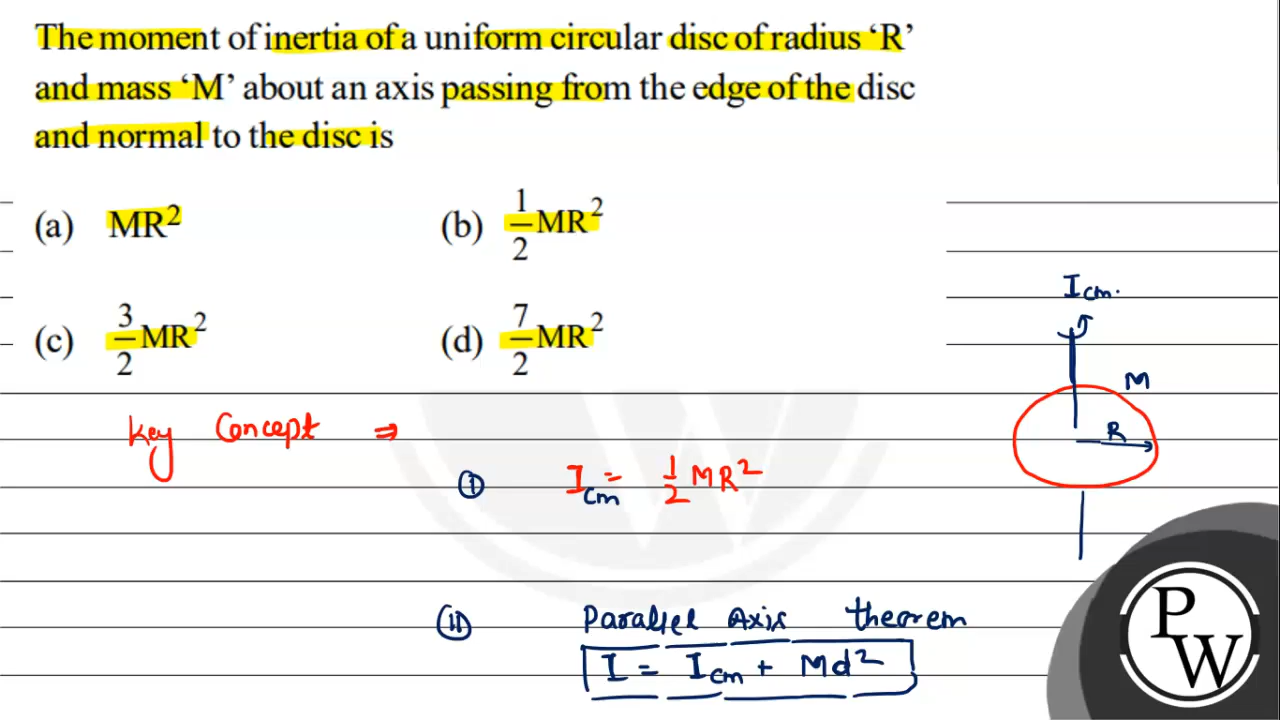 The moment of inertia of a uniform circular disc of radius ‘R’
and mass ‘M’ about an axis passing from the edge of the disc
and normal to the disc is
(a) MR² (b) 1/2 MR²
(c) 3/2 MR² (d) 7/2 MR²
Icm.
M
R
Key Concept ⇒
(i) Icm = 1/2 MR²
(ii) Parallel Axis theorem
I = Icm + Md²
PW